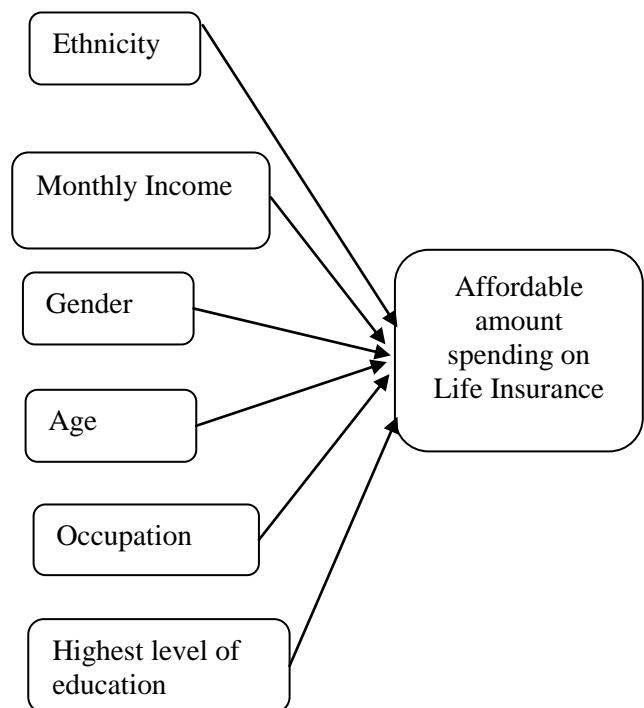 Ethnicity
Monthly Income
Gender
Age
Occupation
Highest level of
education
Affordable
amount
spending on
Life Insurance